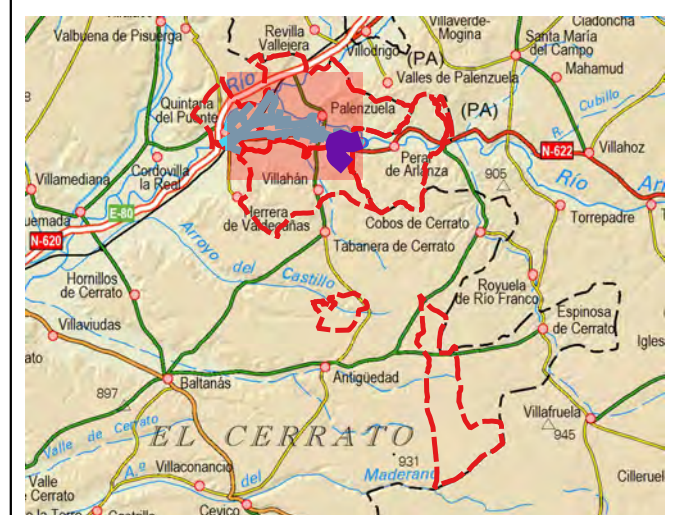 Revilla
Vallejera
Villaverde-
Mogina
Ciadoncha
Valbuena de Pisuerga
Villodrigo
(PA)
Santa María
del Campo
Valles de Palenzuela
Mahamud
Río
Quintana
del Puente
Palenzuela
(PA)
R. Cubillo
Cordovilla
la Real
Peral
de Arlanza
N-622
Villahoz
Villamediana
Villahán
905
Río
E-80
Herrera
de Valdecañas
Cobos de Cerrato
Torrepadre
N-620
Tabanera de Cerrato
Arroyo del Castillo
Hornillos
de Cerrato
Royuela
de Río Franco
Espinosa
de Cerrato
Villaviudas
Baltanás
Antigüedad
897
Villafruela
945
EL CERRATO
Valle de Cerrato
Villaconancio
931
Aº del Maderano
Valle
Cerrato
Cevico